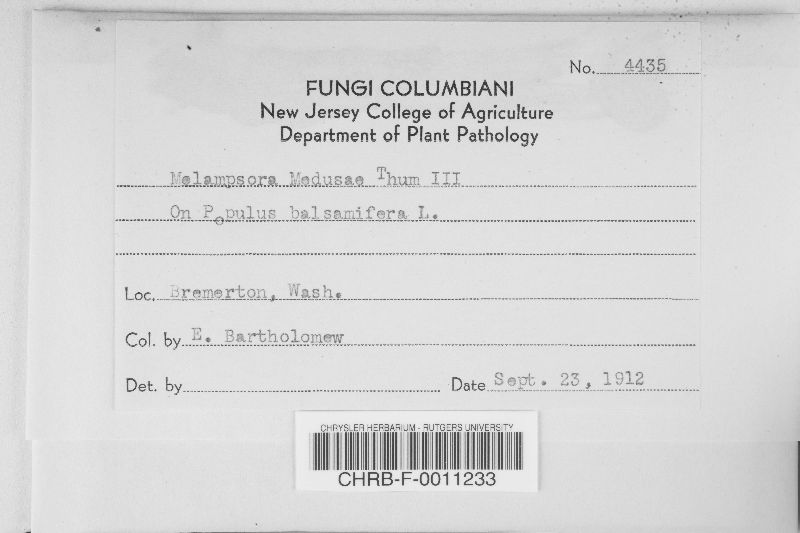 No. 4435
FUNGI COLUMBIANI
New Jersey College of Agriculture
Department of Plant Pathology
Melampsora Medusae Thum III
On Populus balsamifera L.
Loc. Bremerton, Wash.
Col. by E. Bartholomew
Det. by
Date Sept. 23, 1912
CHRYSLER HERBARIUM - RUTGERS UNIVERSITY
CHRB-F-0011233